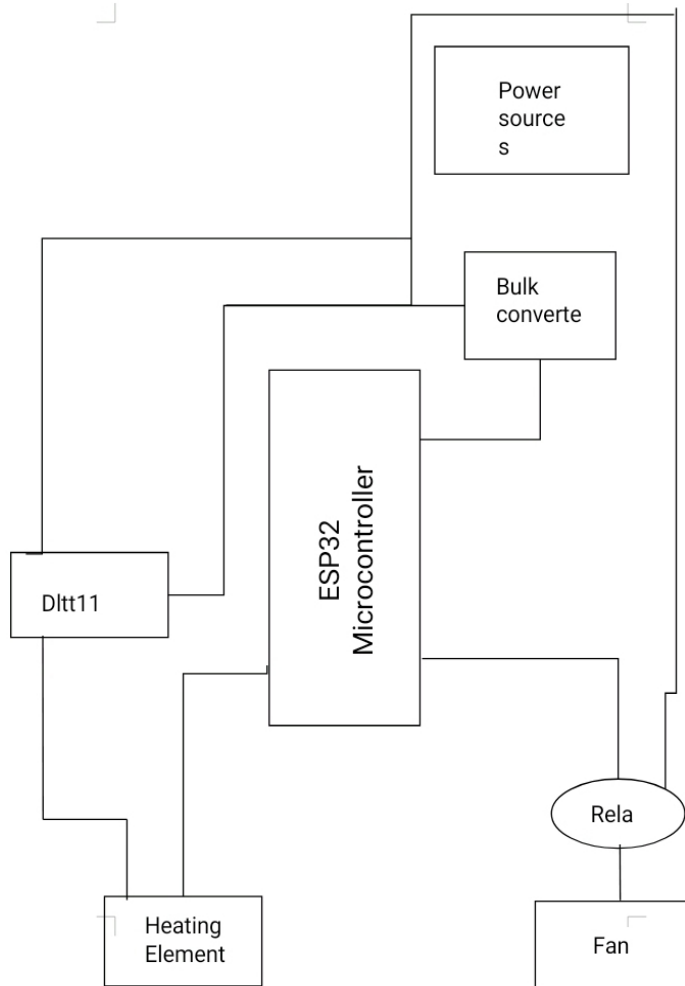 Power
source
s
Bulk
converte
ESP32
Microcontroller
Dltt11
Rela
Heating
Element
Fan